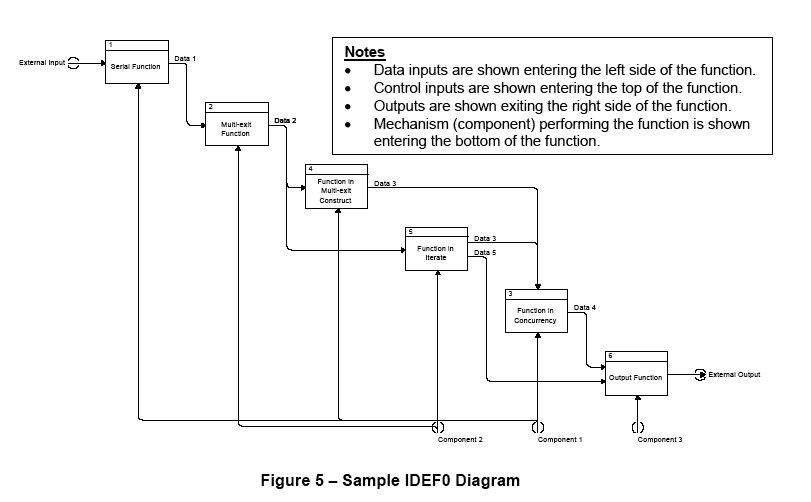 Notes
• Data inputs are shown entering the left side of the function.
• Control inputs are shown entering the top of the function.
• Outputs are shown exiting the right side of the function.
• Mechanism (component) performing the function is shown
entering the bottom of the function.
External Input
1
Serial Function
Data 1
2
Multi-exit
Function
Data 2
4
Function in
Multi-exit
Construct
Data 3
5
Function in
Iterate
Data 3
Data 5
3
Function in
Concurrency
Data 4
6
Output Function
External Output
Component 2
Component 1
Component 3
Figure 5 – Sample IDEF0 Diagram